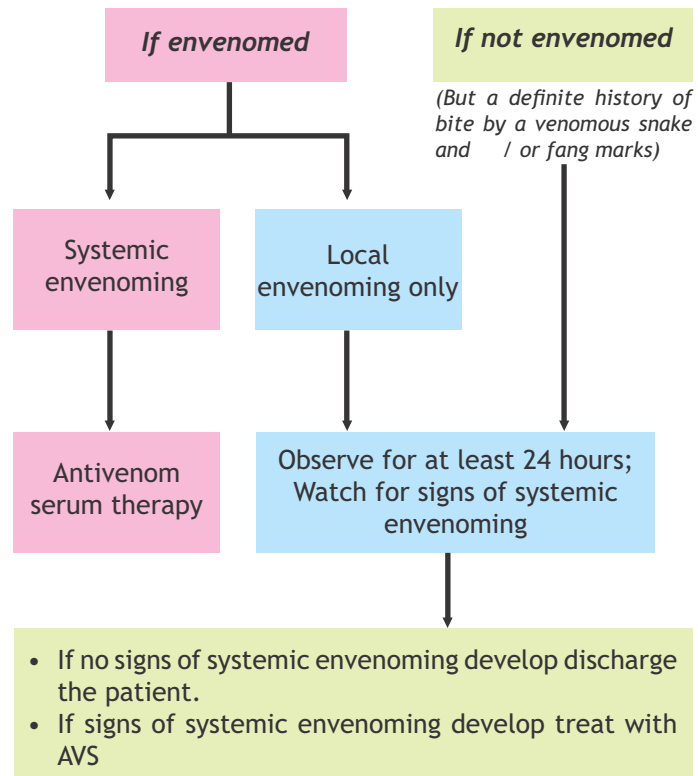 If envenomed
If not envenomed
(But a definite history of
bite by a venomous snake
and / or fang marks)
Systemic
envenoming
Local
envenoming only
Antivenom
serum therapy
Observe for at least 24 hours;
Watch for signs of systemic
envenoming
• If no signs of systemic envenoming develop discharge
the patient.
• If signs of systemic envenoming develop treat with
AVS